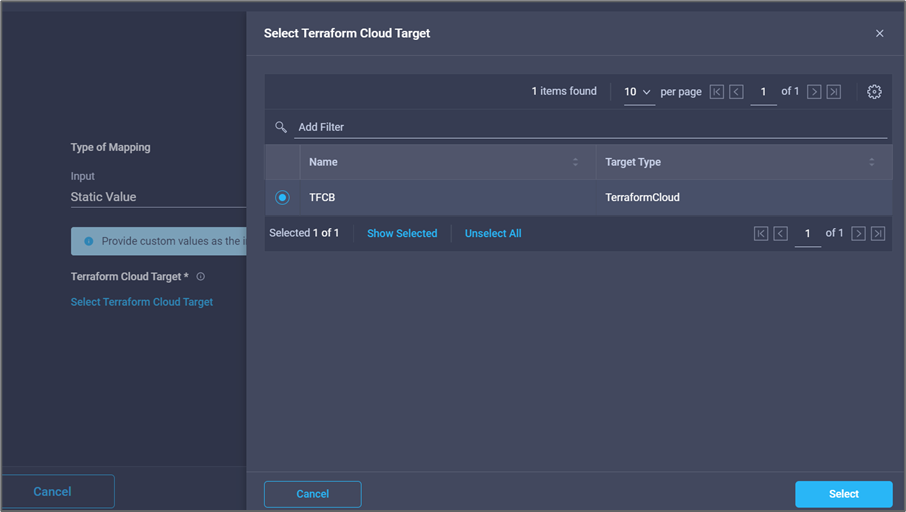 Select Terraform Cloud Target
1 items found 10 per page 1 of 1
Add Filter
Name Target Type
TFCB TerraformCloud
Selected 1 of 1 Show Selected Unselect All 1 of 1
Type of Mapping
Input
Static Value
Provide custom values as the i
Terraform Cloud Target *
Select Terraform Cloud Target
Cancel
Cancel Select